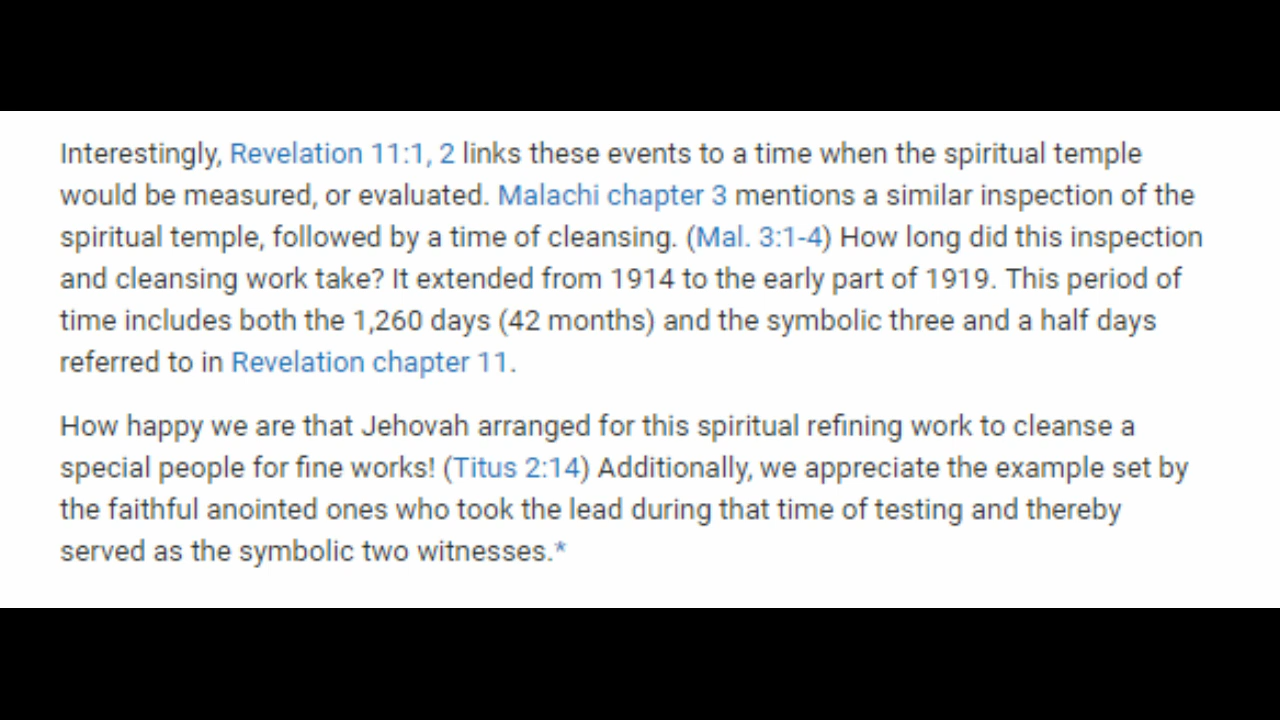 Interestingly, Revelation 11:1, 2 links these events to a time when the spiritual temple
would be measured, or evaluated. Malachi chapter 3 mentions a similar inspection of the
spiritual temple, followed by a time of cleansing. (Mal. 3:1-4) How long did this inspection
and cleansing work take? It extended from 1914 to the early part of 1919. This period of
time includes both the 1,260 days (42 months) and the symbolic three and a half days
referred to in Revelation chapter 11.
How happy we are that Jehovah arranged for this spiritual refining work to cleanse a
special people for fine works! (Titus 2:14) Additionally, we appreciate the example set by
the faithful anointed ones who took the lead during that time of testing and thereby
served as the symbolic two witnesses.*